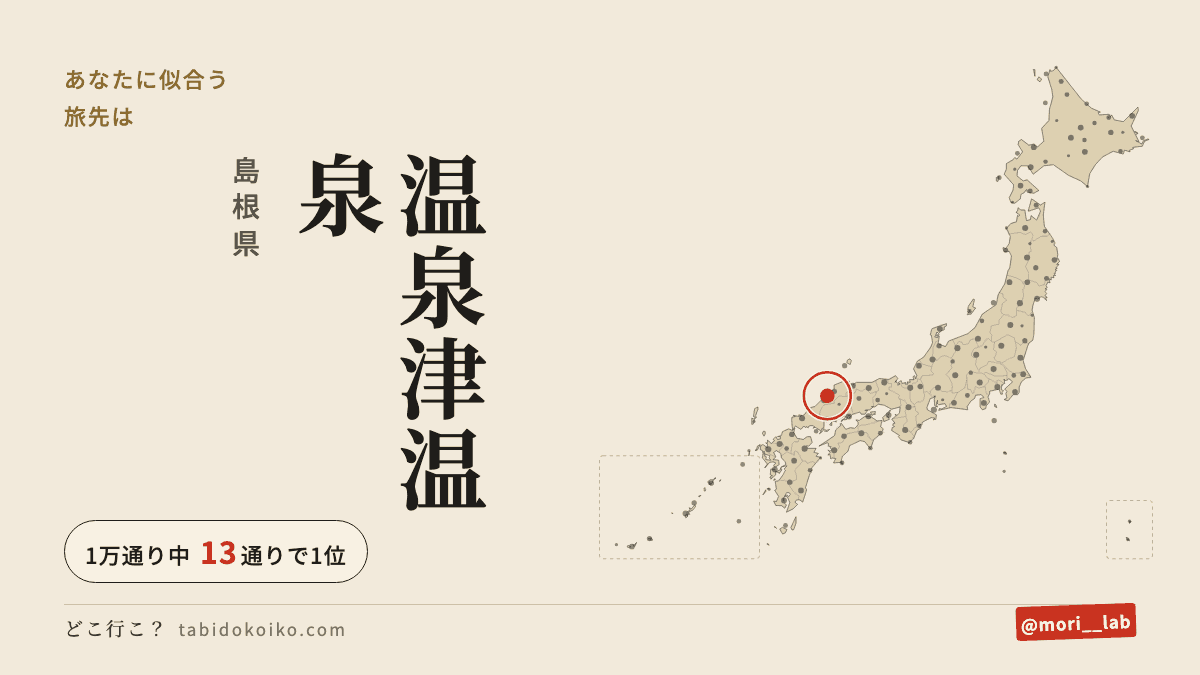 あなたに似合う
旅先は
温泉津温
泉
島根県
1万通り中 13通りで1位
どこ行こ？ tabidokoiko.com
@mori__lab